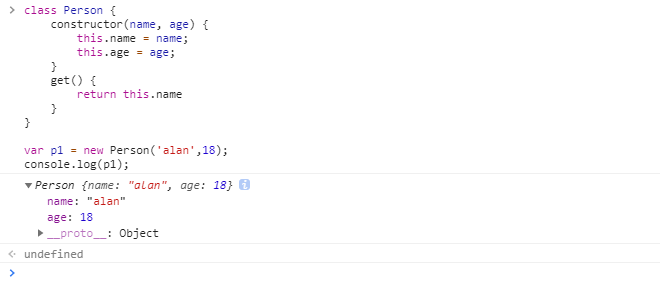 class Person {
    constructor(name, age) {
        this.name = name;
        this.age = age;
    }
    get() {
        return this.name
    }
}

var p1 = new Person('alan',18);
console.log(p1);
▼Person {name: "alan", age: 18} i
    name: "alan"
    age: 18
  ▶__proto__: Object
undefined